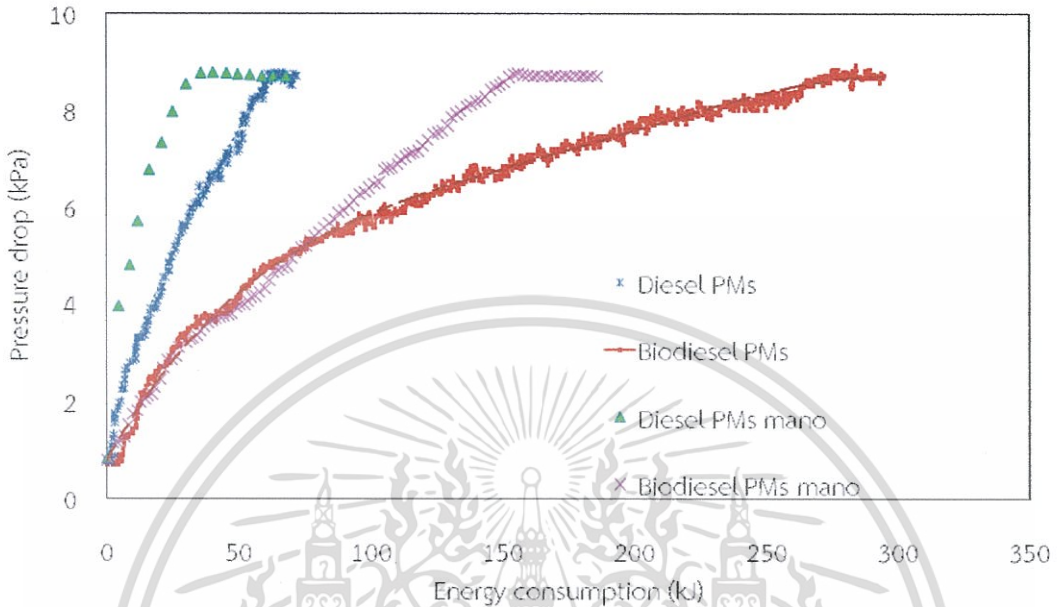 10
8
6
4
2
0
Pressure drop (kPa)
Diesel PMs
Biodiesel PMs
Diesel PMs mano
Biodiesel PMs mano
0 50 100 150 200 250 300 350
Energy consumption (kJ)